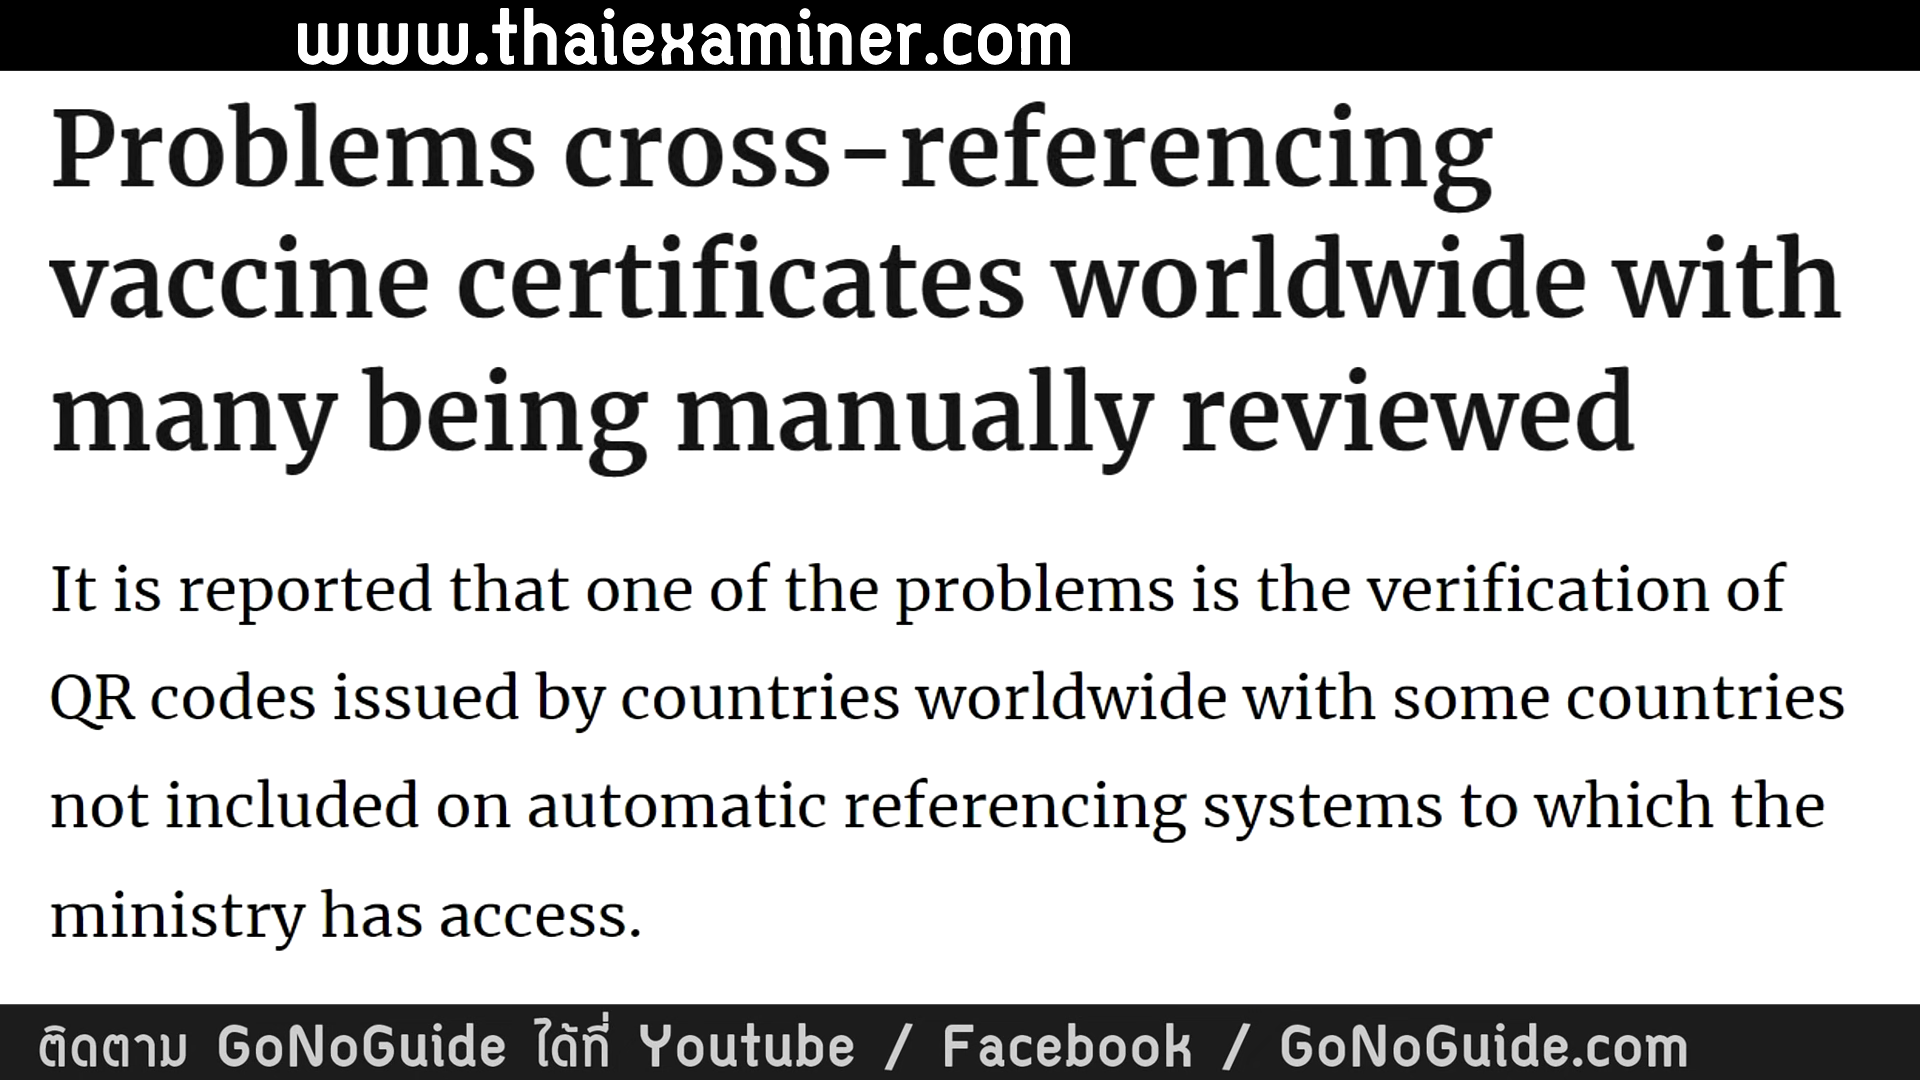 www.thaiexaminer.com
Problems cross-referencing
vaccine certificates worldwide with
many being manually reviewed
It is reported that one of the problems is the verification of
QR codes issued by countries worldwide with some countries
not included on automatic referencing systems to which the
ministry has access.
ติดตาม GoNoGuide ได้ที่ Youtube / Facebook / GoNoGuide.com